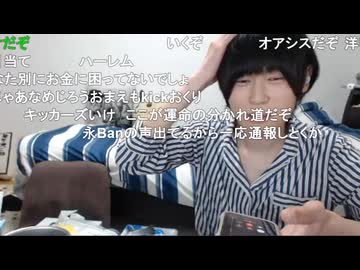 だぞ いくぞ オアシスだぞ 洋
目当て ハーレム
なた別にお金に困ってないでしょ
じゃあなめじろうおまえもkickおくり
キッカーズいけ ここが運命の分かれ道だぞ
永Banの声出てるから一応通報しとくか